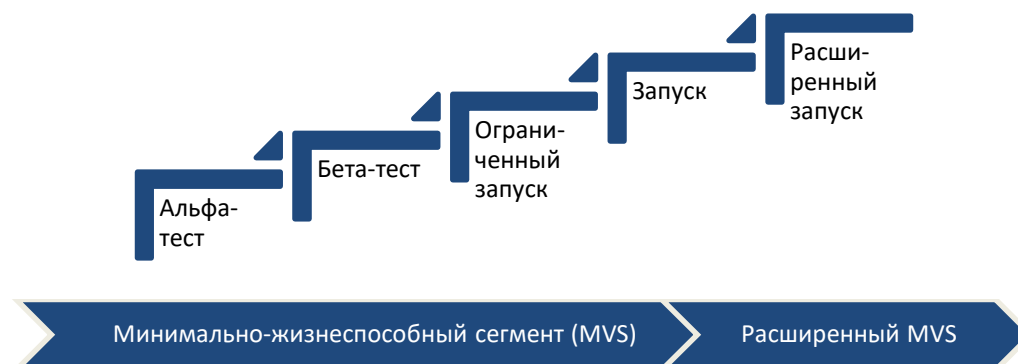 Альфа-
тест
Бета-тест
Ограни-
ченный
запуск
Запуск
Расши-
ренный
запуск
Минимально-жизнеспособный сегмент (MVS)
Расширенный MVS